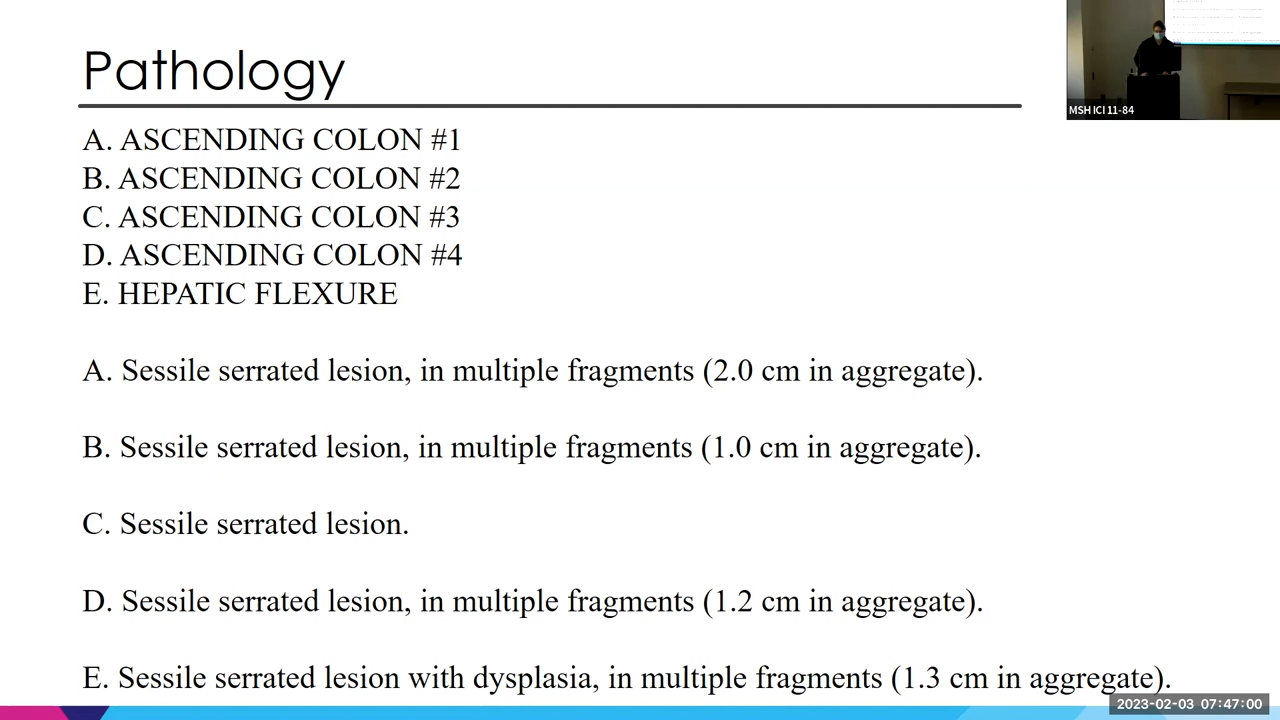 Pathology
MSH ICI 11-84
A. ASCENDING COLON #1
B. ASCENDING COLON #2
C. ASCENDING COLON #3
D. ASCENDING COLON #4
E. HEPATIC FLEXURE
A. Sessile serrated lesion, in multiple fragments (2.0 cm in aggregate).
B. Sessile serrated lesion, in multiple fragments (1.0 cm in aggregate).
C. Sessile serrated lesion.
D. Sessile serrated lesion, in multiple fragments (1.2 cm in aggregate).
E. Sessile serrated lesion with dysplasia, in multiple fragments (1.3 cm in aggregate).
2023-02-03 07:47:00